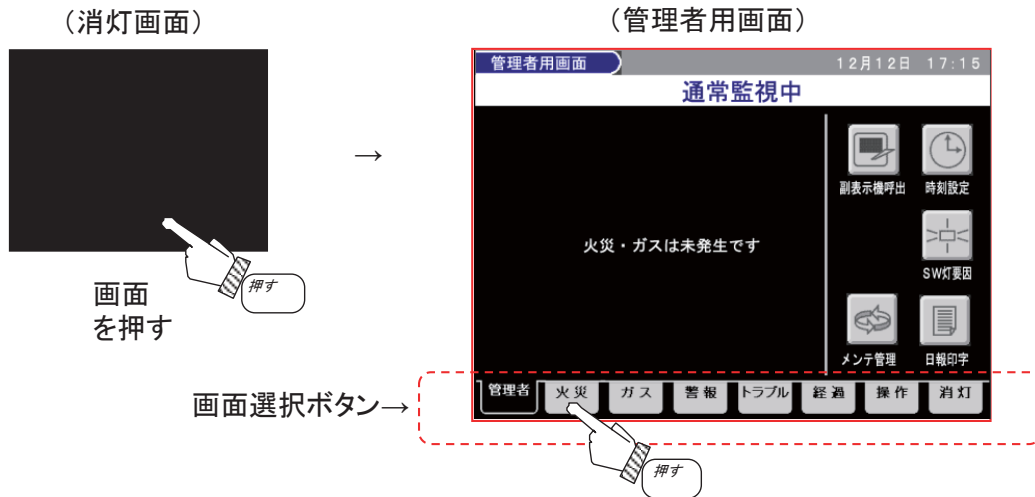 （消灯画面）
（管理者用画面）
管理者用画面
12月12日 17:15
通常監視中
→
副表示機呼出
時刻設定
火災・ガスは未発生です
SW灯要因
押す
画面
を押す
メンテ管理
日報印字
画面選択ボタン→
管理者
火災
ガス
警報
トラブル
経過
操作
消灯
押す